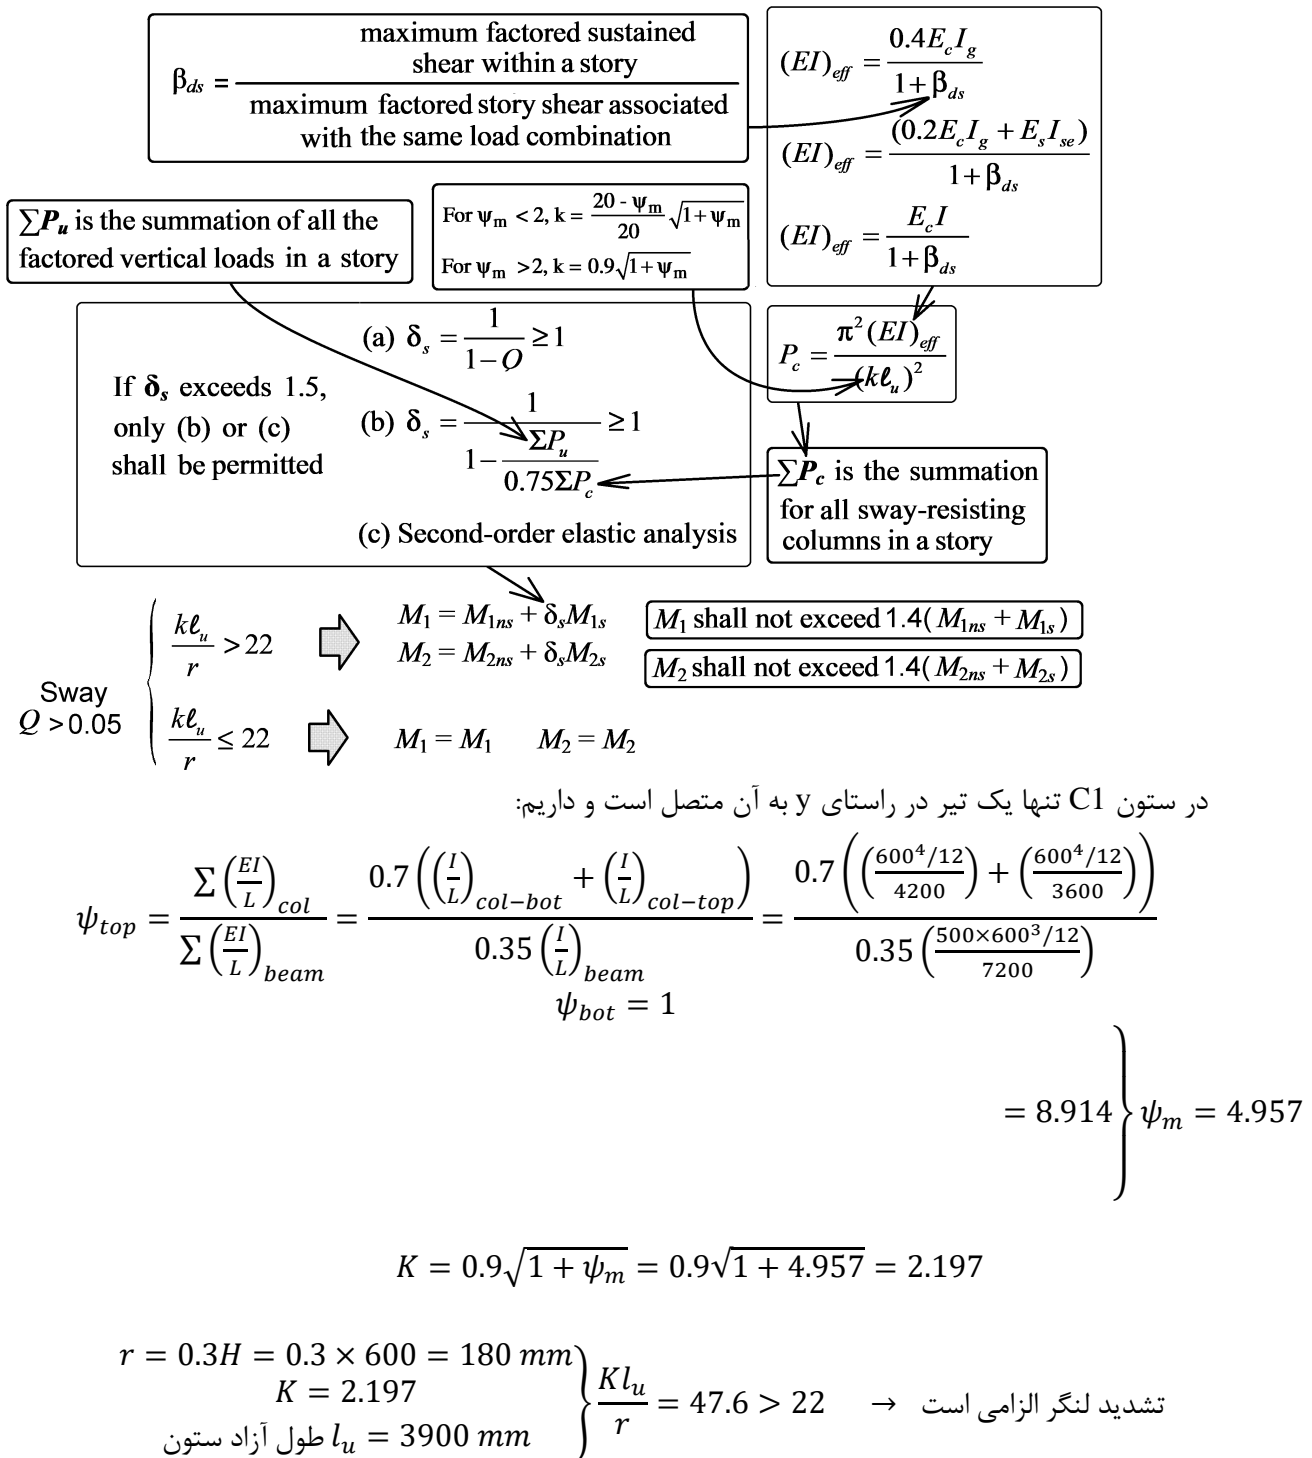 β_ds = maximum factored sustained shear within a story / maximum factored story shear associated with the same load combination
(EI)_eff = 0.4E_cI_g / 1+β_ds
(EI)_eff = (0.2E_cI_g + E_sI_se) / 1+β_ds
(EI)_eff = E_cI / 1+β_ds
∑P_u is the summation of all the
factored vertical loads in a story
For ψ_m < 2, k = (20 - ψ_m / 20) √(1+ψ_m)
For ψ_m >2, k = 0.9√(1+ψ_m)
P_c = π²(EI)_eff / (kℓ_u)²
If δ_s exceeds 1.5,
only (b) or (c)
shall be permitted
(a) δ_s = 1 / (1−Q) ≥ 1
(b) δ_s = 1 / (1 − ΣP_u / 0.75ΣP_c) ≥ 1
(c) Second-order elastic analysis
∑P_c is the summation
for all sway-resisting
columns in a story
Sway
Q >0.05
kℓ_u / r > 22
M_1 = M_1ns + δ_sM_1s
M_2 = M_2ns + δ_sM_2s
M_1 shall not exceed 1.4( M_1ns + M_1s )
M_2 shall not exceed 1.4( M_2ns + M_2s )
kℓ_u / r ≤ 22
M_1 = M_1 M_2 = M_2
در ستون C1 تنها یک تیر در راستای y به آن متصل است و داریم:
ψ_top = ∑(EI/L)_col / ∑(EI/L)_beam = 0.7((I/L)_col−bot + (I/L)_col−top) / 0.35(I/L)_beam = 0.7((600⁴/12 / 4200) + (600⁴/12 / 3600)) / 0.35(500×600³/12 / 7200)
ψ_bot = 1
= 8.914 } ψ_m = 4.957
K = 0.9√(1 + ψ_m) = 0.9√(1 + 4.957) = 2.197
r = 0.3H = 0.3 × 600 = 180 mm
K = 2.197
طول آزاد ستون l_u = 3900 mm
} Kl_u / r = 47.6 > 22 → تشدید لنگر الزامی است